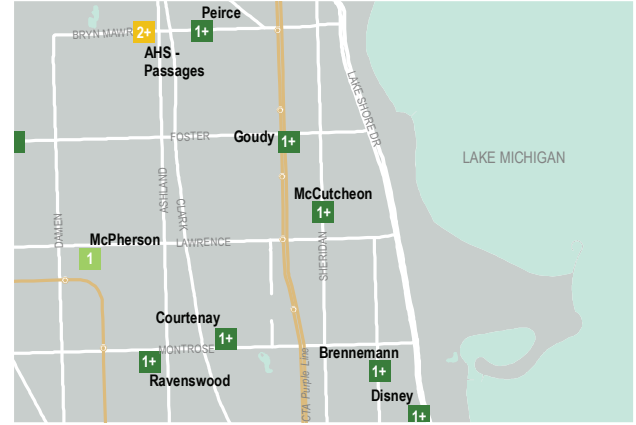 Peirce
BRYN MAWR
2+
1+
AHS -
Passages
LAKE SHORE DR
FOSTER
Goudy
1+
LAKE MICHIGAN
ASHLAND
CLARK
McCutcheon
1+
DAMEN
McPherson
LAWRENCE
SHERIDAN
1
Courtenay
1+
MONTROSE
1+
Ravenswood
CTA Purple Line
Brennemann
1+
Disney
1+